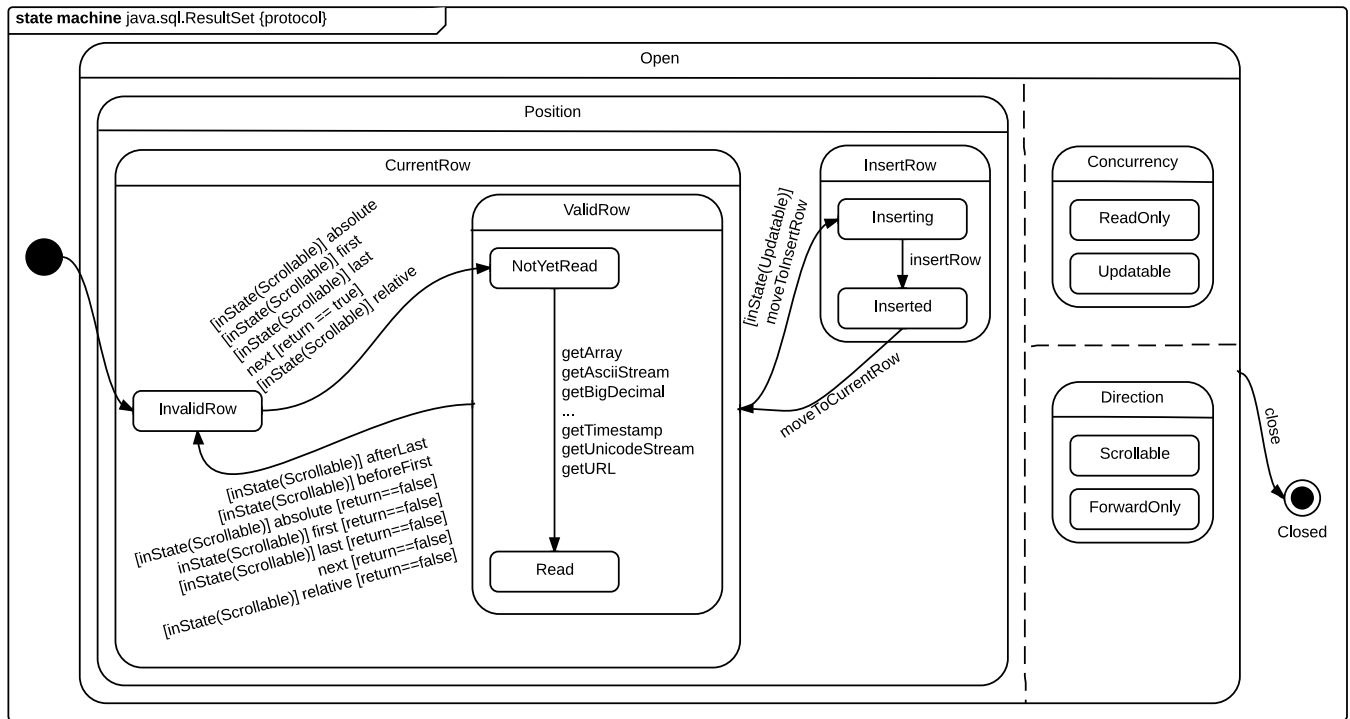 state machine java.sql.ResultSet {protocol}
Open
Position
CurrentRow
InsertRow
Concurrency
ValidRow
Inserting
ReadOnly
[inState(Scrollable)] absolute
[inState(Scrollable)] first
[inState(Scrollable)] last
next [return == true]
[inState(Scrollable)] relative
NotYetRead
[inState(Updatable)]
moveToInsertRow
insertRow
Updatable
Inserted
getArray
getAsciiStream
getBigDecimal
...
getTimestamp
getUnicodeStream
getURL
moveToCurrentRow
InvalidRow
Direction
close
Scrollable
ForwardOnly
[inState(Scrollable)] afterLast
[inState(Scrollable)] beforeFirst
[inState(Scrollable)] absolute [return==false]
inState(Scrollable)] first [return==false]
[inState(Scrollable)] last [return==false]
next [return==false]
[inState(Scrollable)] relative [return==false]
Read
Closed